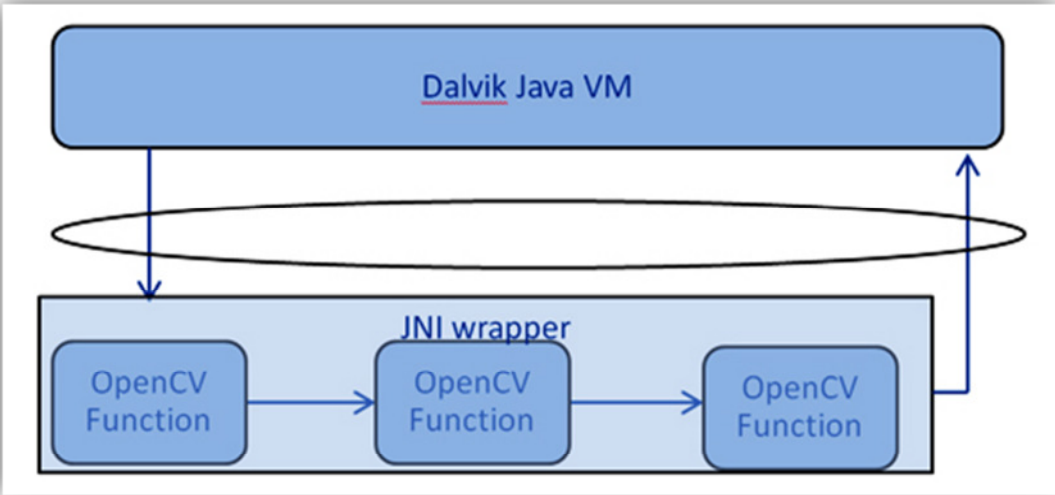 Dalvik Java VM
JNI wrapper
OpenCV
Function
OpenCV
Function
OpenCV
Function